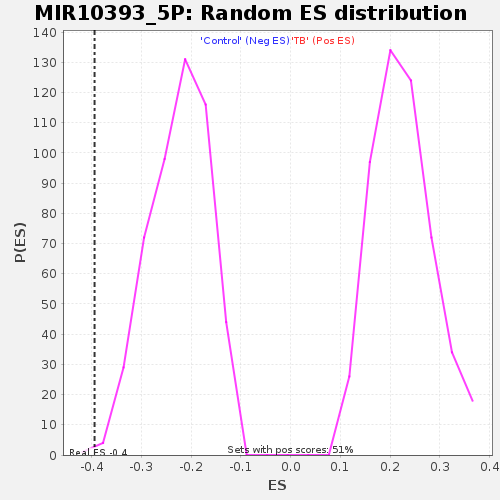 MIR10393_5P: Random ES distribution
'Control' (Neg ES) 'TB' (Pos ES)
140
130
120
110
100
90
80
70
60
50
40
30
20
10
0
P(ES)
Real ES -0.4
Sets with pos scores: 51%
-0.4 -0.3 -0.2 -0.1 0.0 0.1 0.2 0.3 0.4
ES